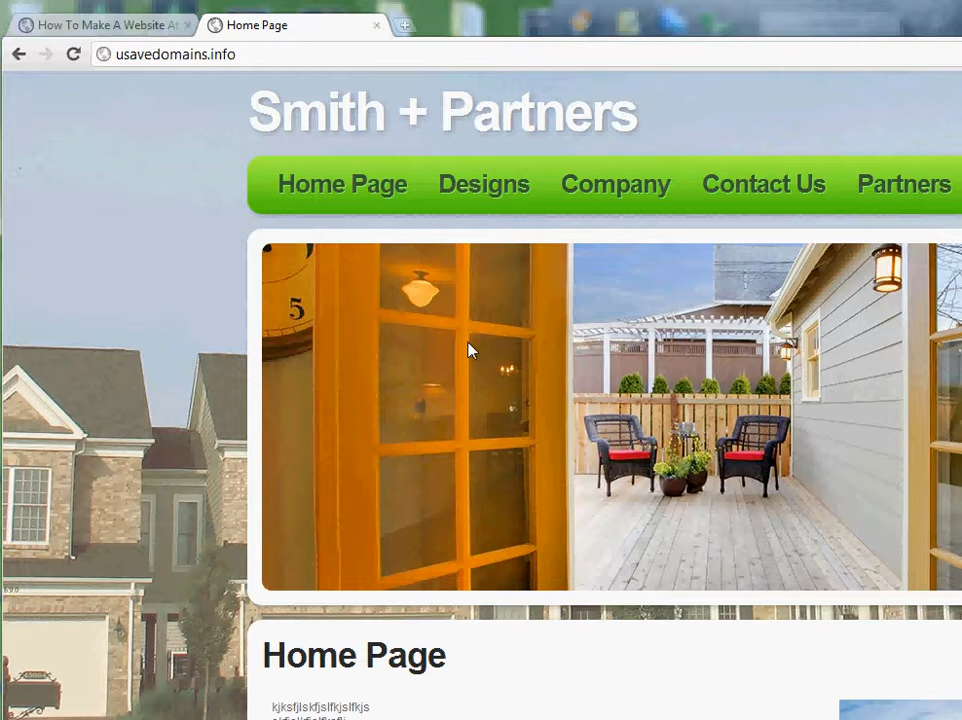 How To Make A Website At
Home Page
usavedomains.info
Smith + Partners
Home Page Designs Company Contact Us Partners
5
Home Page
kjksfjlskfjslfkjslfkjs